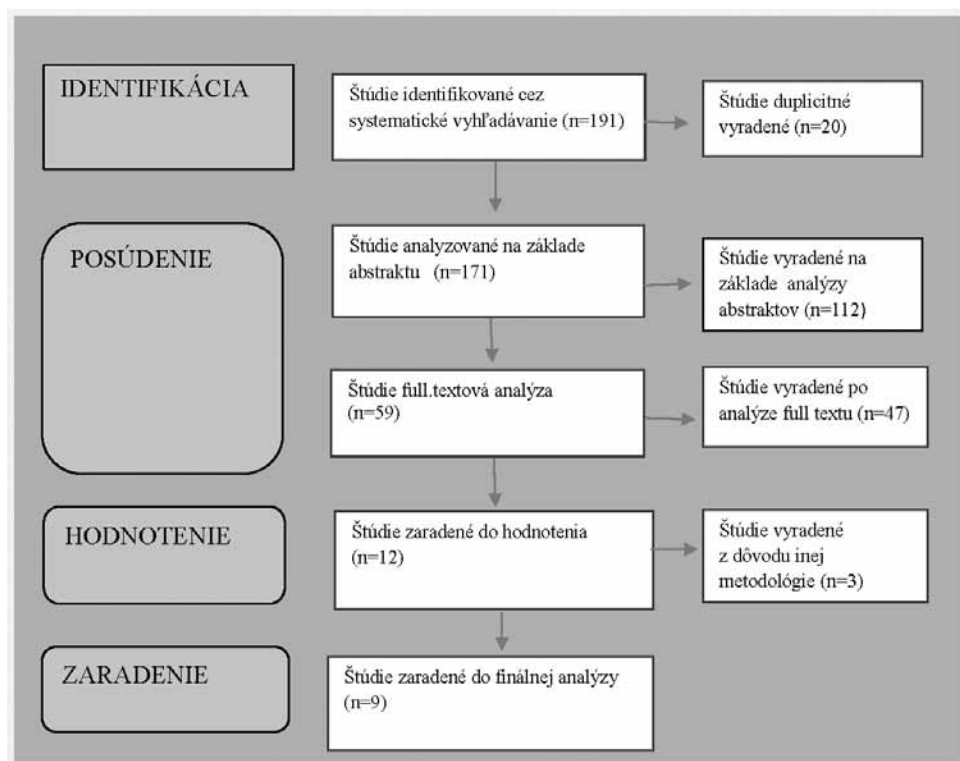 IDENTIFIKÁCIA
Štúdie identifikované cez
systematické vyhľadávanie (n=191)
Štúdie duplicitné
vyradené (n=20)
POSÚDENIE
Štúdie analyzované na základe
abstraktu (n=171)
Štúdie vyradené na
základe analýzy
abstraktov (n=112)
Štúdie full.textová analýza
(n=59)
Štúdie vyradené po
analýze full textu (n=47)
HODNOTENIE
Štúdie zaradené do hodnotenia
(n=12)
Štúdie vyradené
z dôvodu inej
metodológie (n=3)
ZARADENIE
Štúdie zaradené do finálnej analýzy
(n=9)